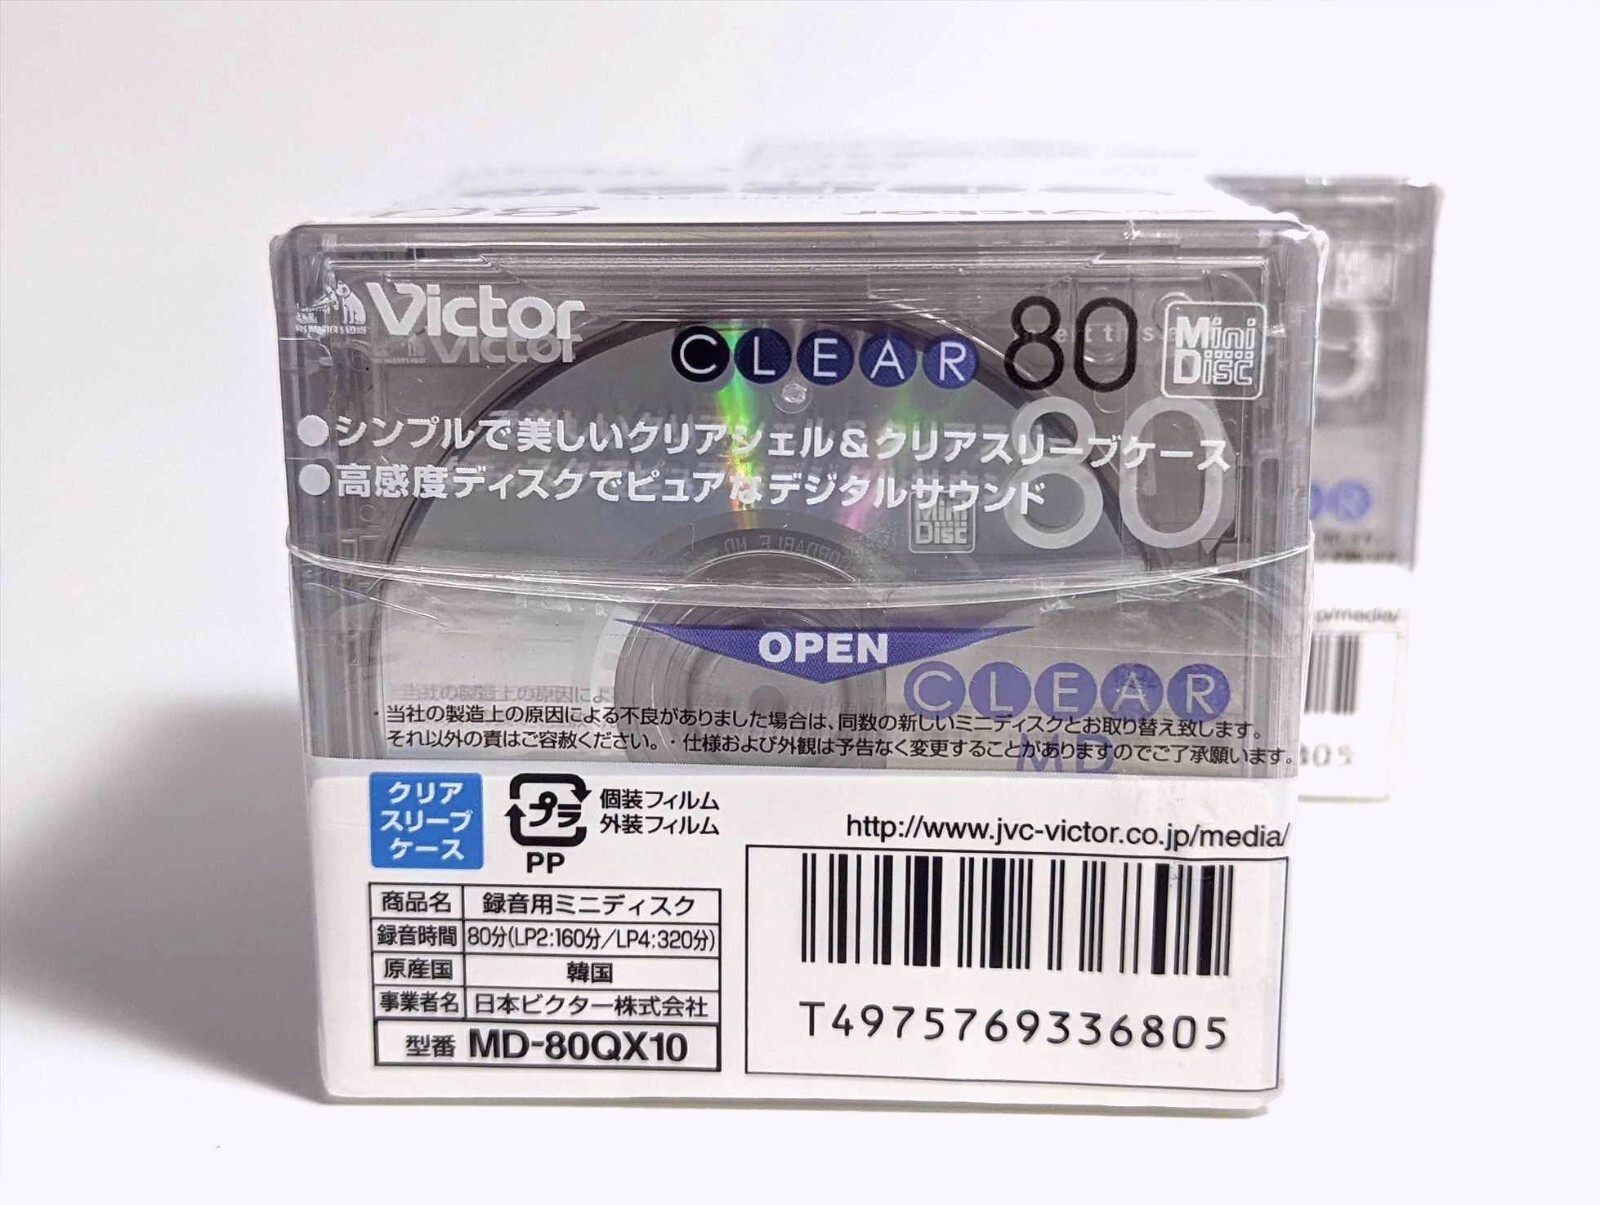 Victor
Victor
CLEAR 80
Mini Disc
●シンプルで美しいクリアシェル&クリアスリーブケース
●高感度ディスクでピュアなデジタルサウンド
80
Mini Disc
OPEN
CLEAR
MD
・当社の製造上の原因による不良がありました場合は、同数の新しいミニディスクとお取り替え致します。
それ以外の責はご容赦ください。・仕様および外観は予告なく変更することがありますのでご了承願います。
クリア
スリーブ
ケース
プラ
PP
個装フィルム
外装フィルム
http://www.jvc-victor.co.jp/media/
商品名 録音用ミニディスク
録音時間 80分(LP2:160分/LP4:320分)
原産国 韓国
事業者名 日本ビクター株式会社
型番 MD-80QX10
T4975769336805